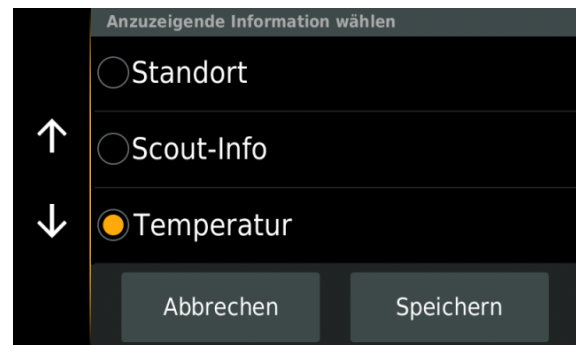 Anzuzeigende Information wählen
Standort
Scout-Info
Temperatur
Abbrechen Speichern